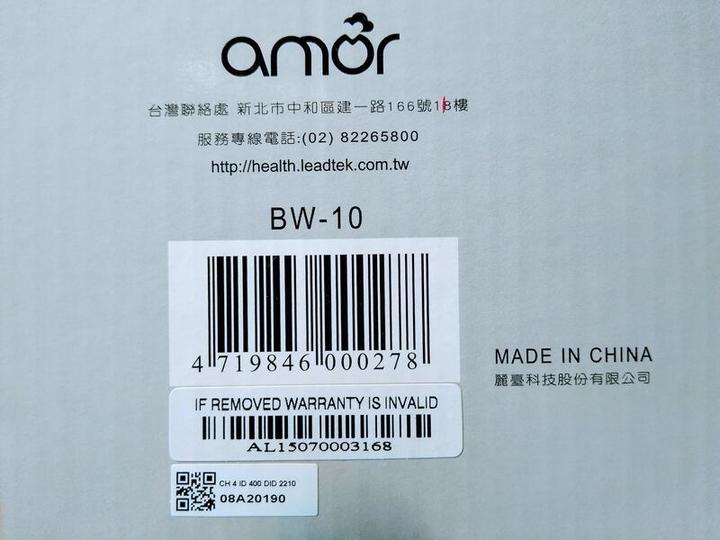 amor
台灣聯絡處 新北市中和區建一路166號18樓
服務專線電話:(02) 82265800
http://health.leadtek.com.tw
BW-10
4 719846 000278
MADE IN CHINA
麗臺科技股份有限公司
IF REMOVED WARRANTY IS INVALID
AL15070003168
CH 4 ID 400 DID 2210
08A20190